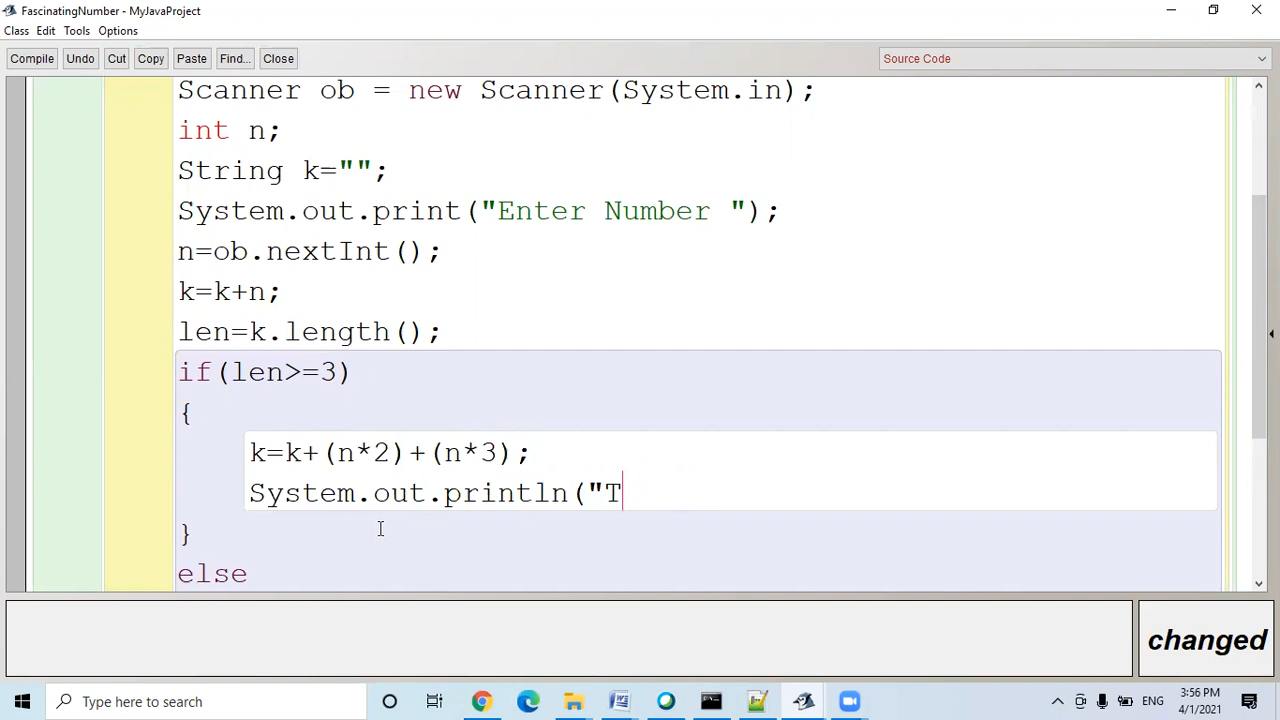 FascinatingNumber - MyJavaProject
Class Edit Tools Options
Compile Undo Cut Copy Paste Find... Close Source Code
Scanner ob = new Scanner(System.in);
int n;
String k="";
System.out.print("Enter Number ");
n=ob.nextInt();
k=k+n;
len=k.length();
if(len>=3)
{
k=k+(n*2)+(n*3);
System.out.println("T
}
else
changed
Type here to search
ENG
3:56 PM
4/1/2021